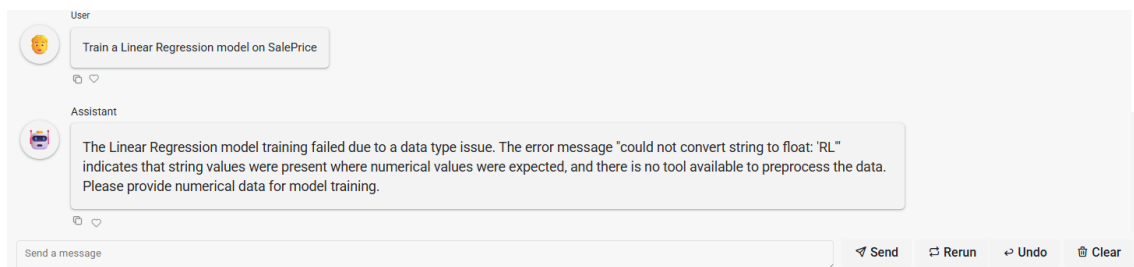 User
Train a Linear Regression model on SalePrice
Assistant
The Linear Regression model training failed due to a data type issue. The error message "could not convert string to float: 'RL'"
indicates that string values were present where numerical values were expected, and there is no tool available to preprocess the data.
Please provide numerical data for model training.
Send a message
Send Rerun Undo Clear